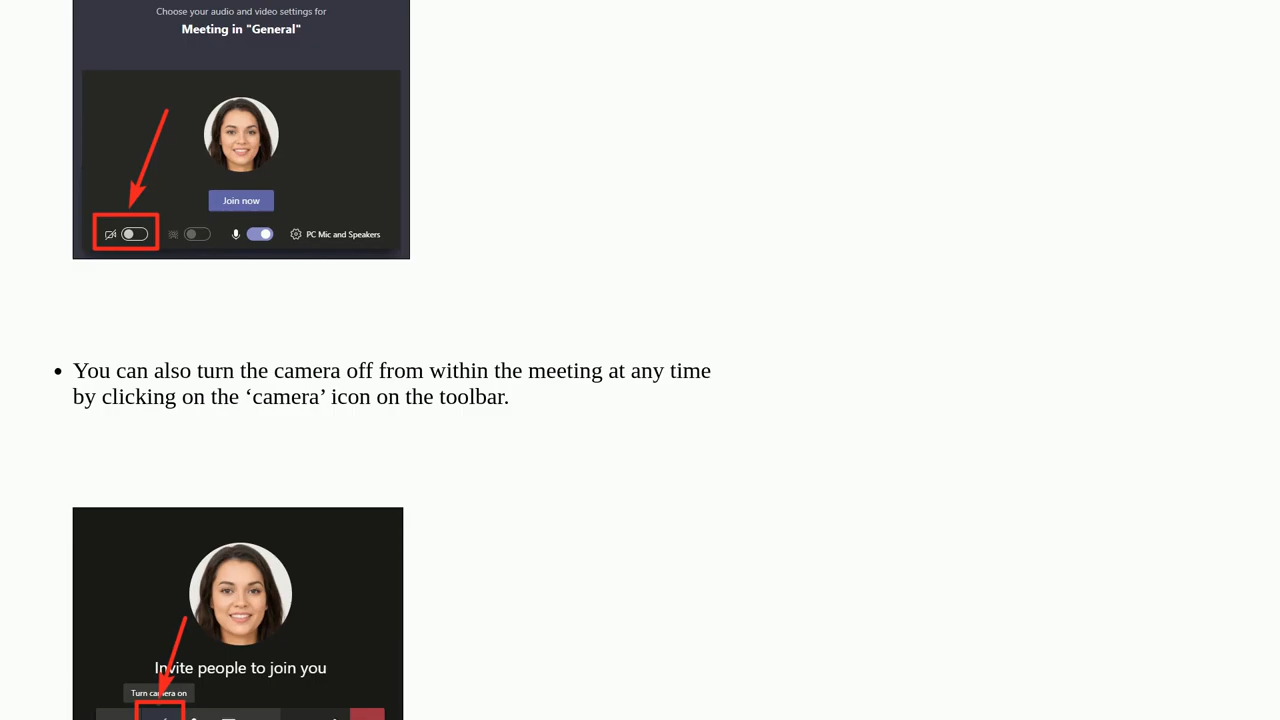 Choose your audio and video settings for
Meeting in "General"
Join now
PC Mic and Speakers
• You can also turn the camera off from within the meeting at any time
by clicking on the ‘camera’ icon on the toolbar.
Invite people to join you
Turn camera on